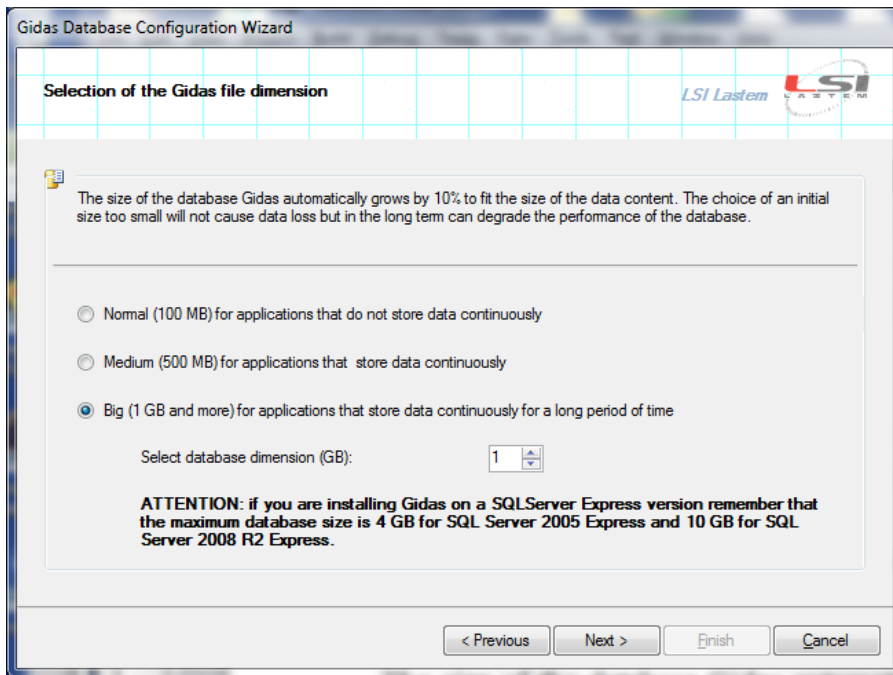 Gidas Database Configuration Wizard
Selection of the Gidas file dimension
LSI Lastem
LSI
LASTEM
The size of the database Gidas automatically grows by 10% to fit the size of the data content. The choice of an initial
size too small will not cause data loss but in the long term can degrade the performance of the database.
Normal (100 MB) for applications that do not store data continuously
Medium (500 MB) for applications that  store data continuously
Big (1 GB and more) for applications that store data continuously for a long period of time
Select database dimension (GB):
1
ATTENTION: if you are installing Gidas on a SQLServer Express version remember that
the maximum database size is 4 GB for SQL Server 2005 Express and 10 GB for SQL
Server 2008 R2 Express.
< Previous
Next >
Finish
Cancel